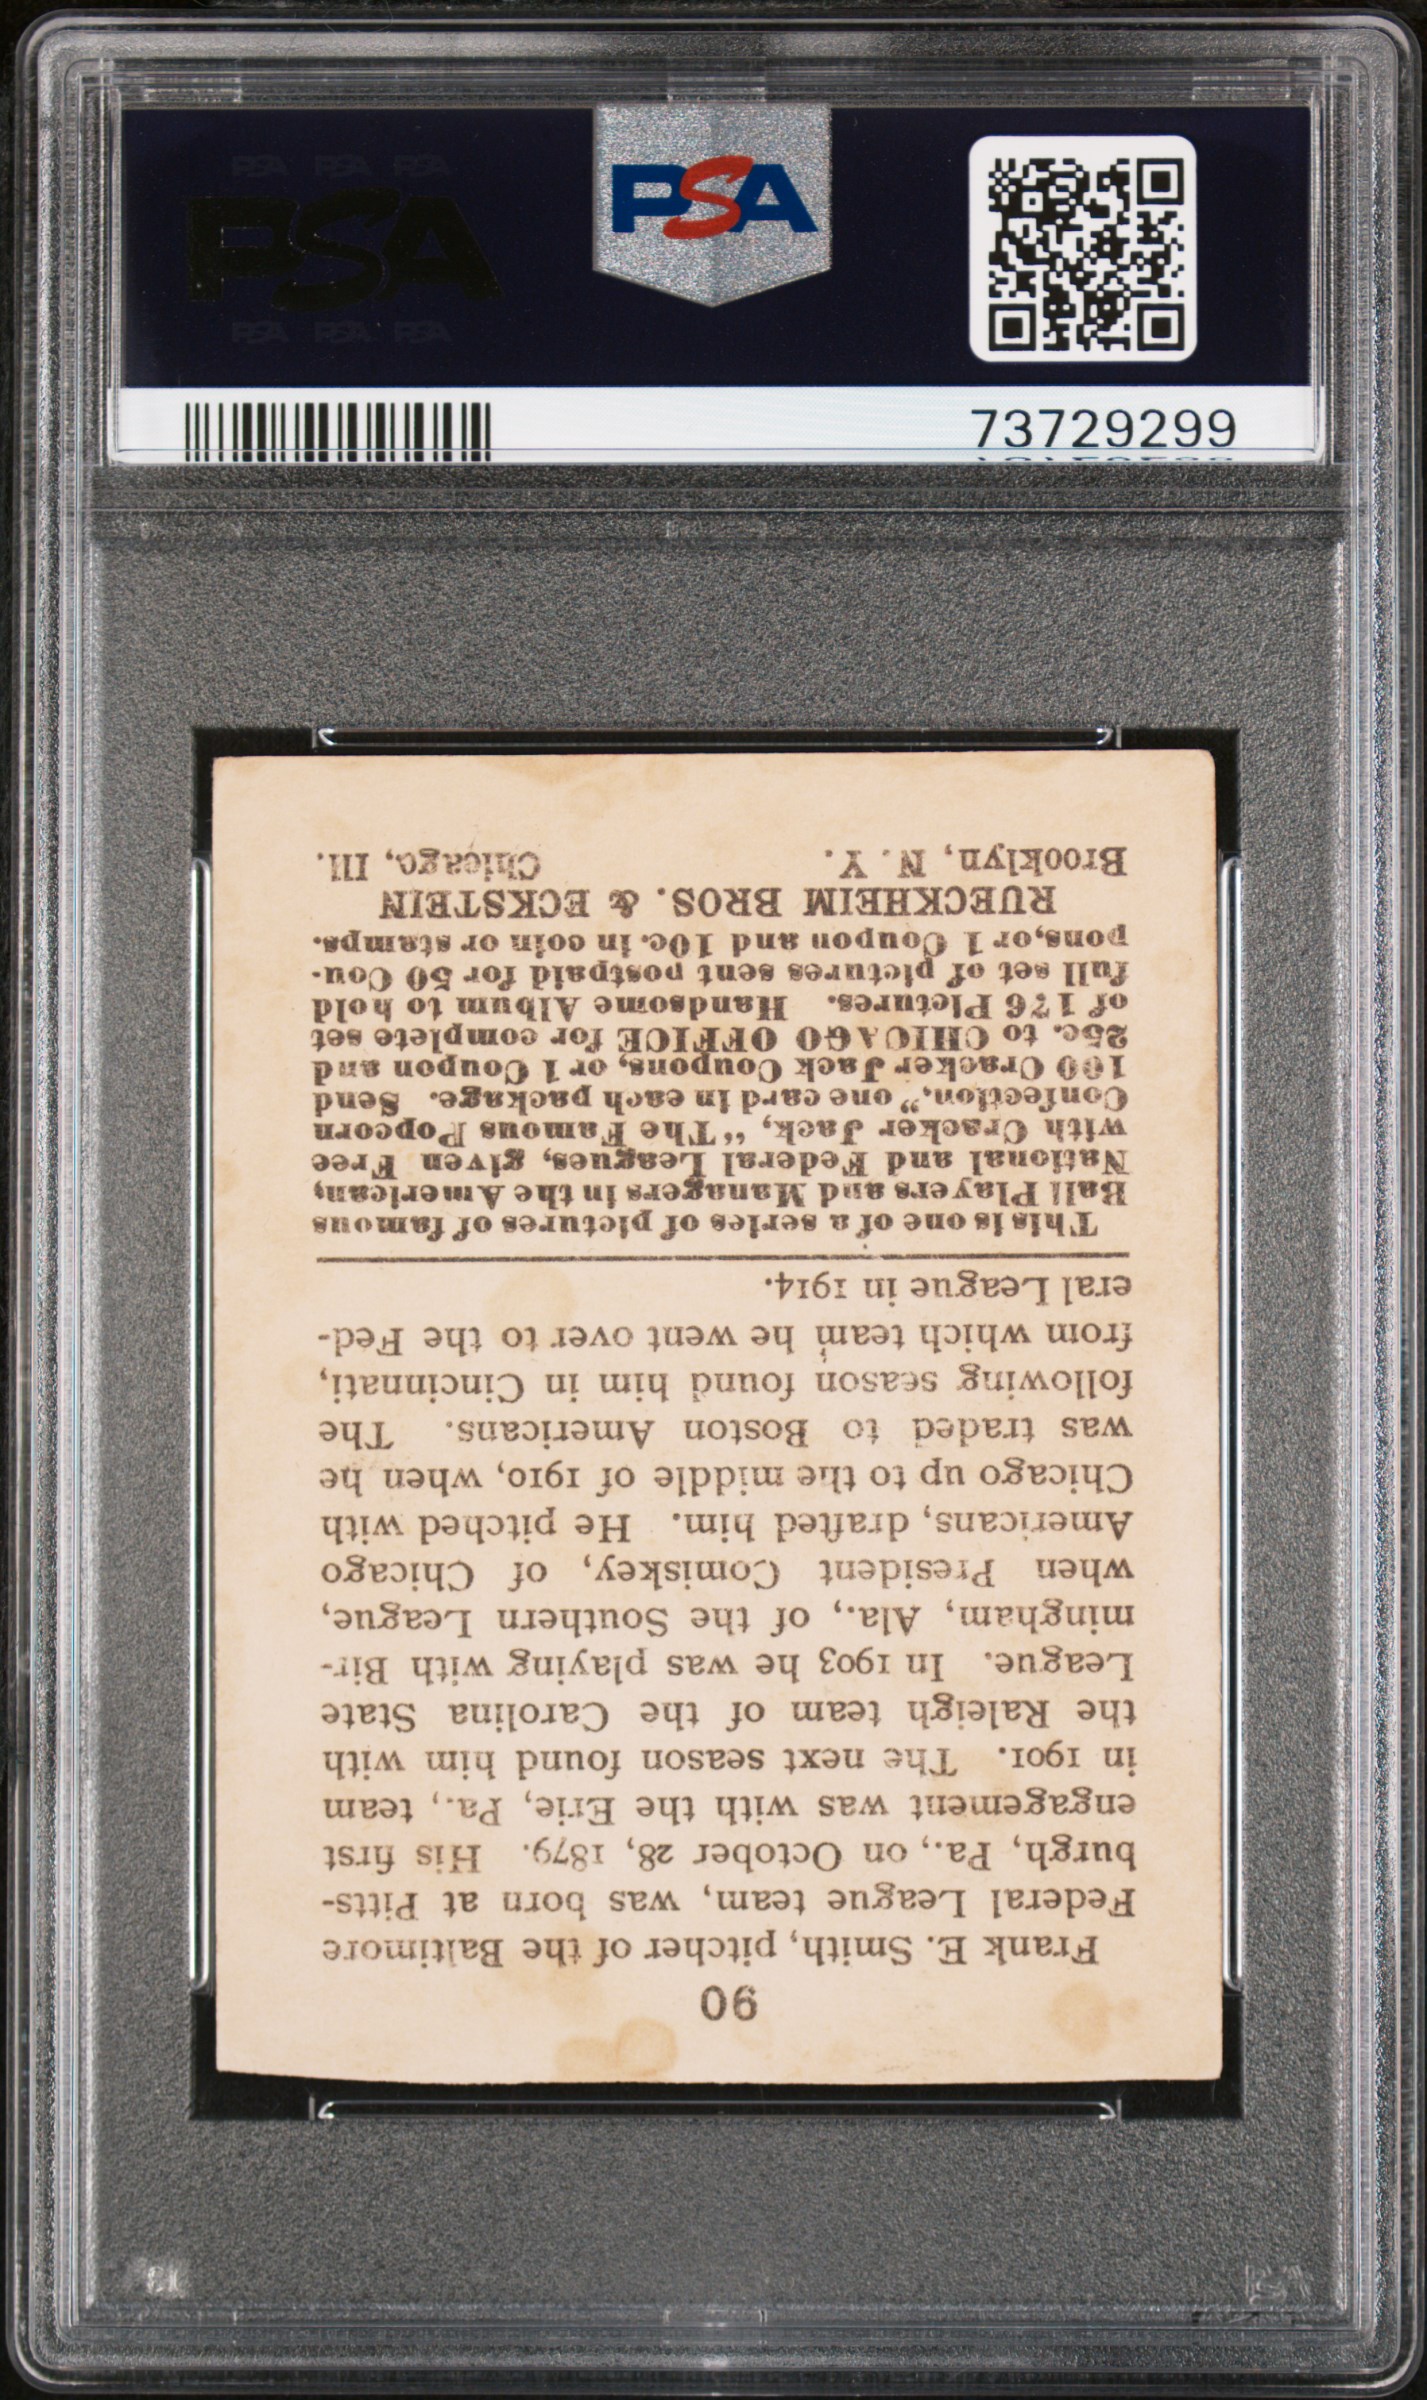 PSA PSA PSA
PSA
PSA PSA PSA
PSA
73729299
90
Frank E. Smith, pitcher of the Baltimore
Federal League team, was born at Pitts-
burgh, Pa., on October 28, 1879. His first
engagement was with the Erie, Pa., team
in 1901. The next season found him with
the Raleigh team of the Carolina State
League. In 1903 he was playing with Bir-
mingham, Ala., of the Southern League,
when President Comiskey, of Chicago
Americans, drafted him. He pitched with
Chicago up to the middle of 1910, when he
was traded to Boston Americans. The
following season found him in Cincinnati,
from which team he went over to the Fed-
eral League in 1914.
This is one of a series of pictures of famous
Ball Players and Managers in the American,
National and Federal Leagues, given Free
with Cracker Jack, “The Famous Popcorn
Confection,” one card in each package. Send
100 Cracker Jack Coupons, or 1 Coupon and
25c. to CHICAGO OFFICE for complete set
of 176 Pictures. Handsome Album to hold
full set of pictures sent postpaid for 50 Cou-
pons, or 1 Coupon and 10c. in coin or stamps.
RUECKHEIM BROS. & ECKSTEIN
Brooklyn, N. Y. Chicago, Ill.
PSA